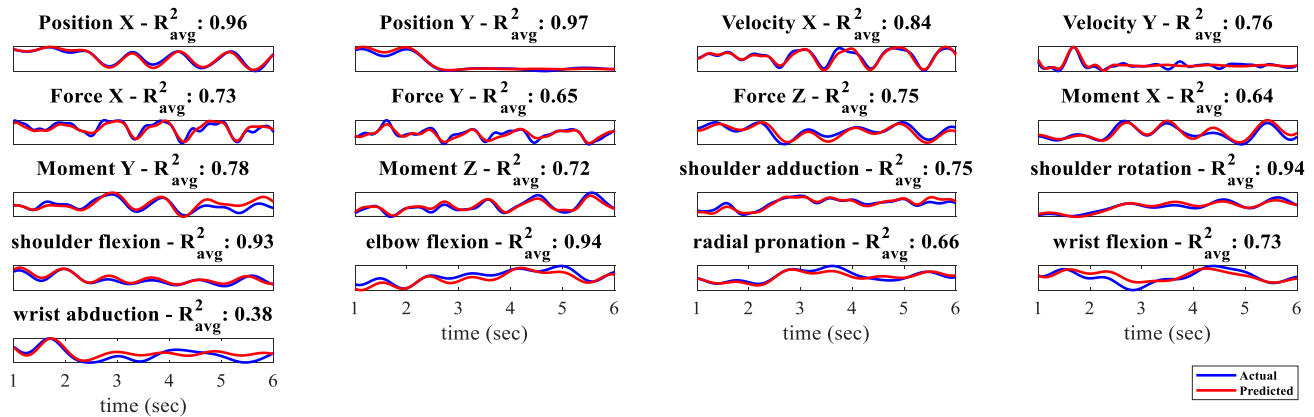 Position X - R²avg: 0.96
Position Y - R²avg: 0.97
Velocity X - R²avg: 0.84
Velocity Y - R²avg: 0.76
Force X - R²avg: 0.73
Force Y - R²avg: 0.65
Force Z - R²avg: 0.75
Moment X - R²avg: 0.64
Moment Y - R²avg: 0.78
Moment Z - R²avg: 0.72
shoulder adduction - R²avg: 0.75
shoulder rotation - R²avg: 0.94
shoulder flexion - R²avg: 0.93
elbow flexion - R²avg: 0.94
radial pronation - R²avg: 0.66
wrist flexion - R²avg: 0.73
1 2 3 4 5 6
time (sec)
1 2 3 4 5 6
time (sec)
1 2 3 4 5 6
time (sec)
wrist abduction - R²avg: 0.38
1 2 3 4 5 6
time (sec)
Actual
Predicted